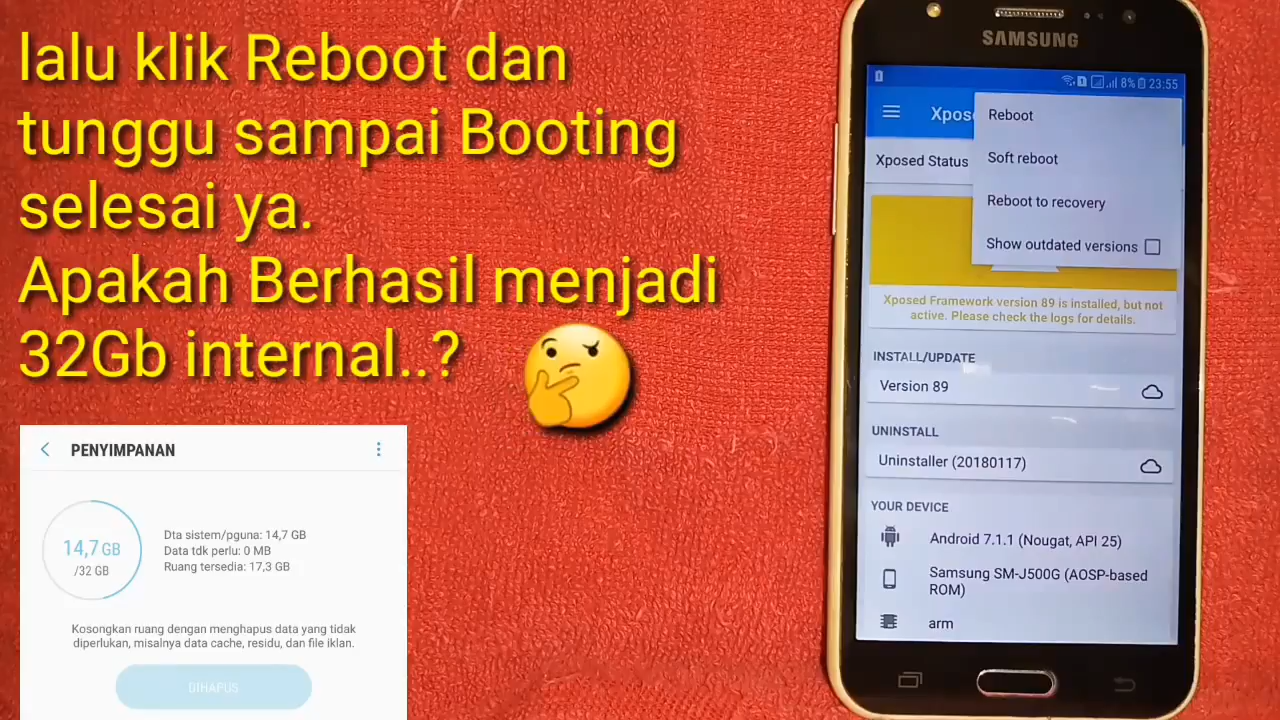 lalu klik Reboot dan
tunggu sampai Booting
selesai ya.
Apakah Berhasil menjadi
32Gb internal..?
PENYIMPANAN
14,7 GB
/32 GB
Dta sistem/pguna: 14,7 GB
Data tdk perlu: 0 MB
Ruang tersedia: 17,3 GB
Kosongkan ruang dengan menghapus data yang tidak
diperlukan, misalnya data cache, residu, dan file iklan.
DIHAPUS
SAMSUNG
8% 23:55
Xpose
Reboot
Xposed Status
Soft reboot
Reboot to recovery
Show outdated versions
Xposed Framework version 89 is installed, but not
active. Please check the logs for details.
INSTALL/UPDATE
Version 89
UNINSTALL
Uninstaller (20180117)
YOUR DEVICE
Android 7.1.1 (Nougat, API 25)
Samsung SM-J500G (AOSP-based
ROM)
arm